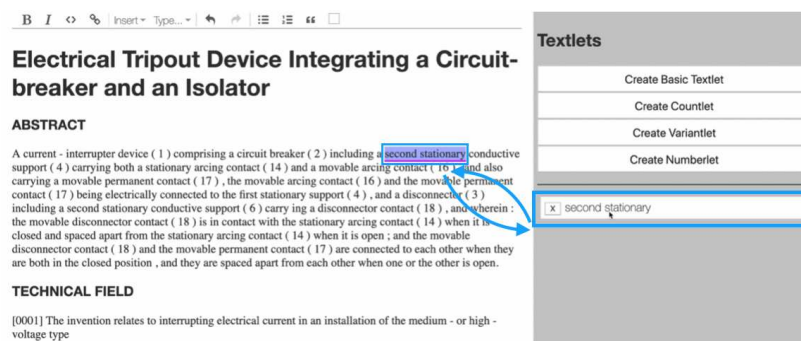 B I <> Insert Type...
Electrical Tripout Device Integrating a Circuit-
breaker and an Isolator
ABSTRACT
A current - interrupter device ( 1 ) comprising a circuit breaker ( 2 ) including a second stationary conductive
support ( 4 ) carrying both a stationary arcing contact ( 14 ) and a movable arcing contact ( 16 ) and also
carrying a movable permanent contact ( 17 ) , the movable arcing contact ( 16 ) and the movable permanent
contact ( 17 ) being electrically connected to the first stationary support ( 4 ) , and a disconnector ( 3 )
including a second stationary conductive support ( 6 ) carry ing a disconnector contact ( 18 ) , and wherein :
the movable disconnector contact ( 18 ) is in contact with the stationary arcing contact ( 14 ) when it is
closed and spaced apart from the stationary arcing contact ( 14 ) when it is open ; and the movable
disconnector contact ( 18 ) and the movable permanent contact ( 17 ) are connected to each other when they
are both in the closed position , and they are spaced apart from each other when one or the other is open.
TECHNICAL FIELD
[0001] The invention relates to interrupting electrical current in an installation of the medium - or high -
voltage type
Textlets
Create Basic Textlet
Create Countlet
Create Variantlet
Create Numberlet
x second stationary